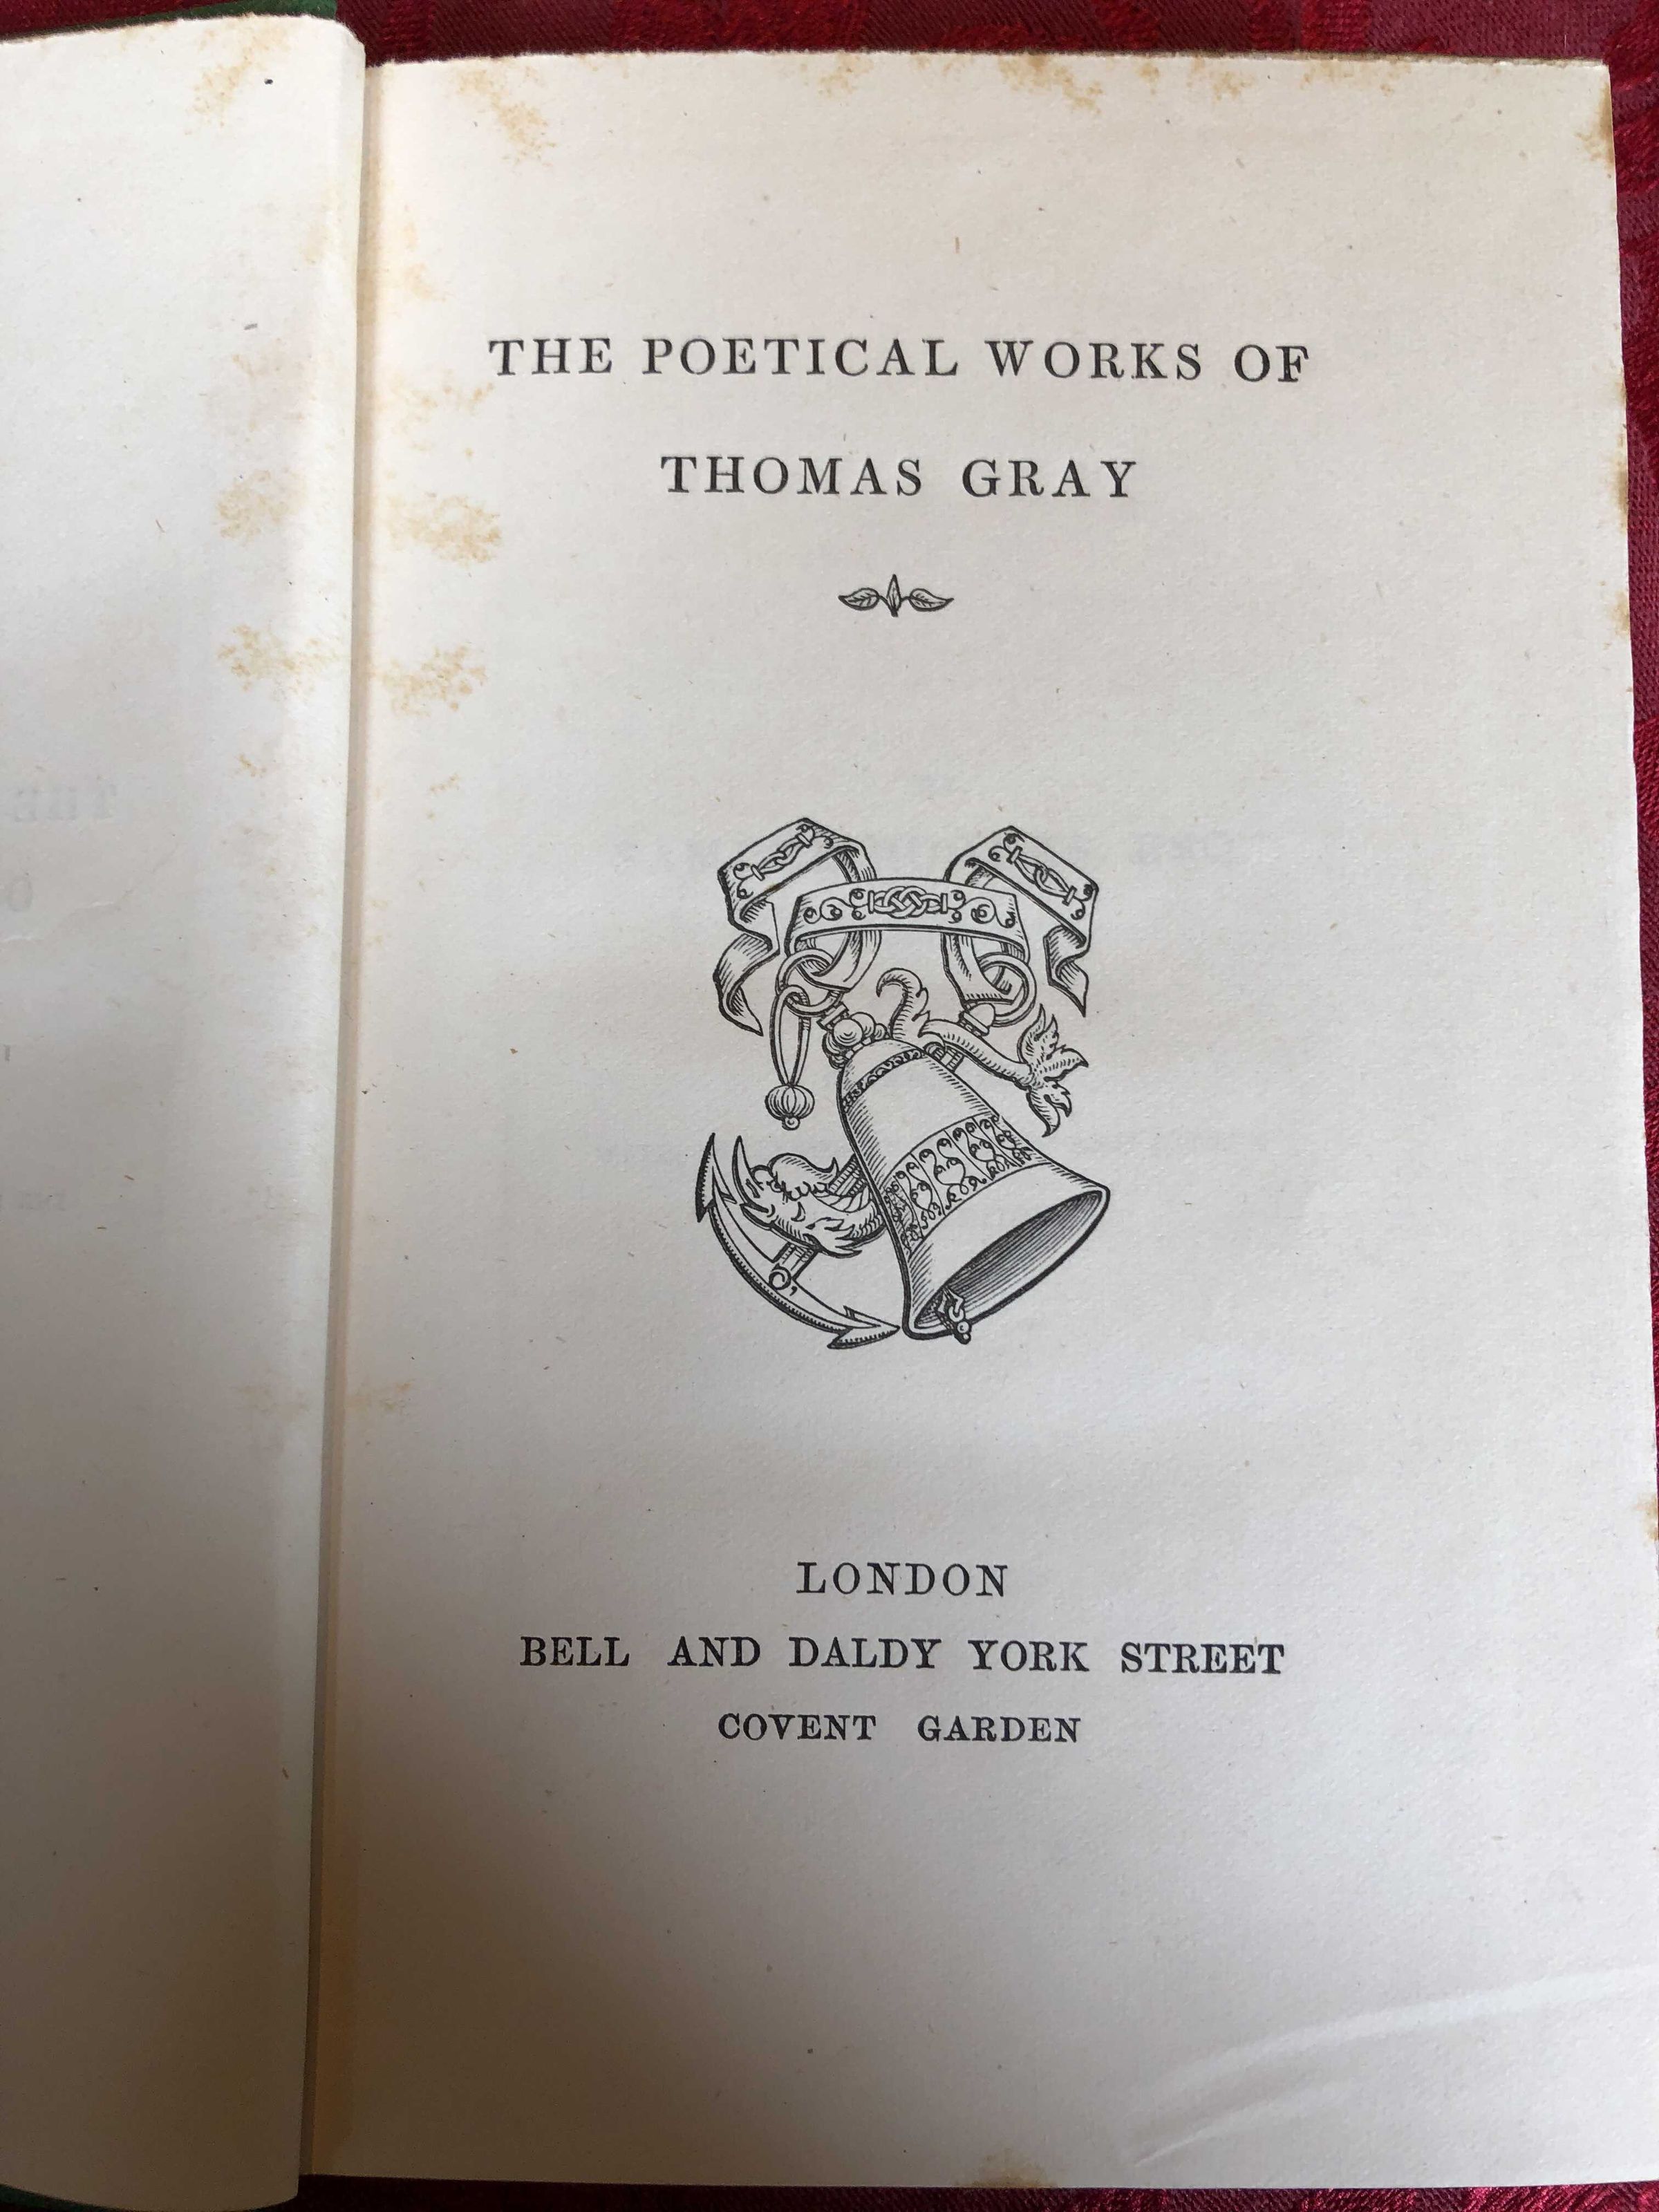 THE POETICAL WORKS OF
THOMAS GRAY
LONDON
BELL AND DALDY YORK STREET
COVENT GARDEN